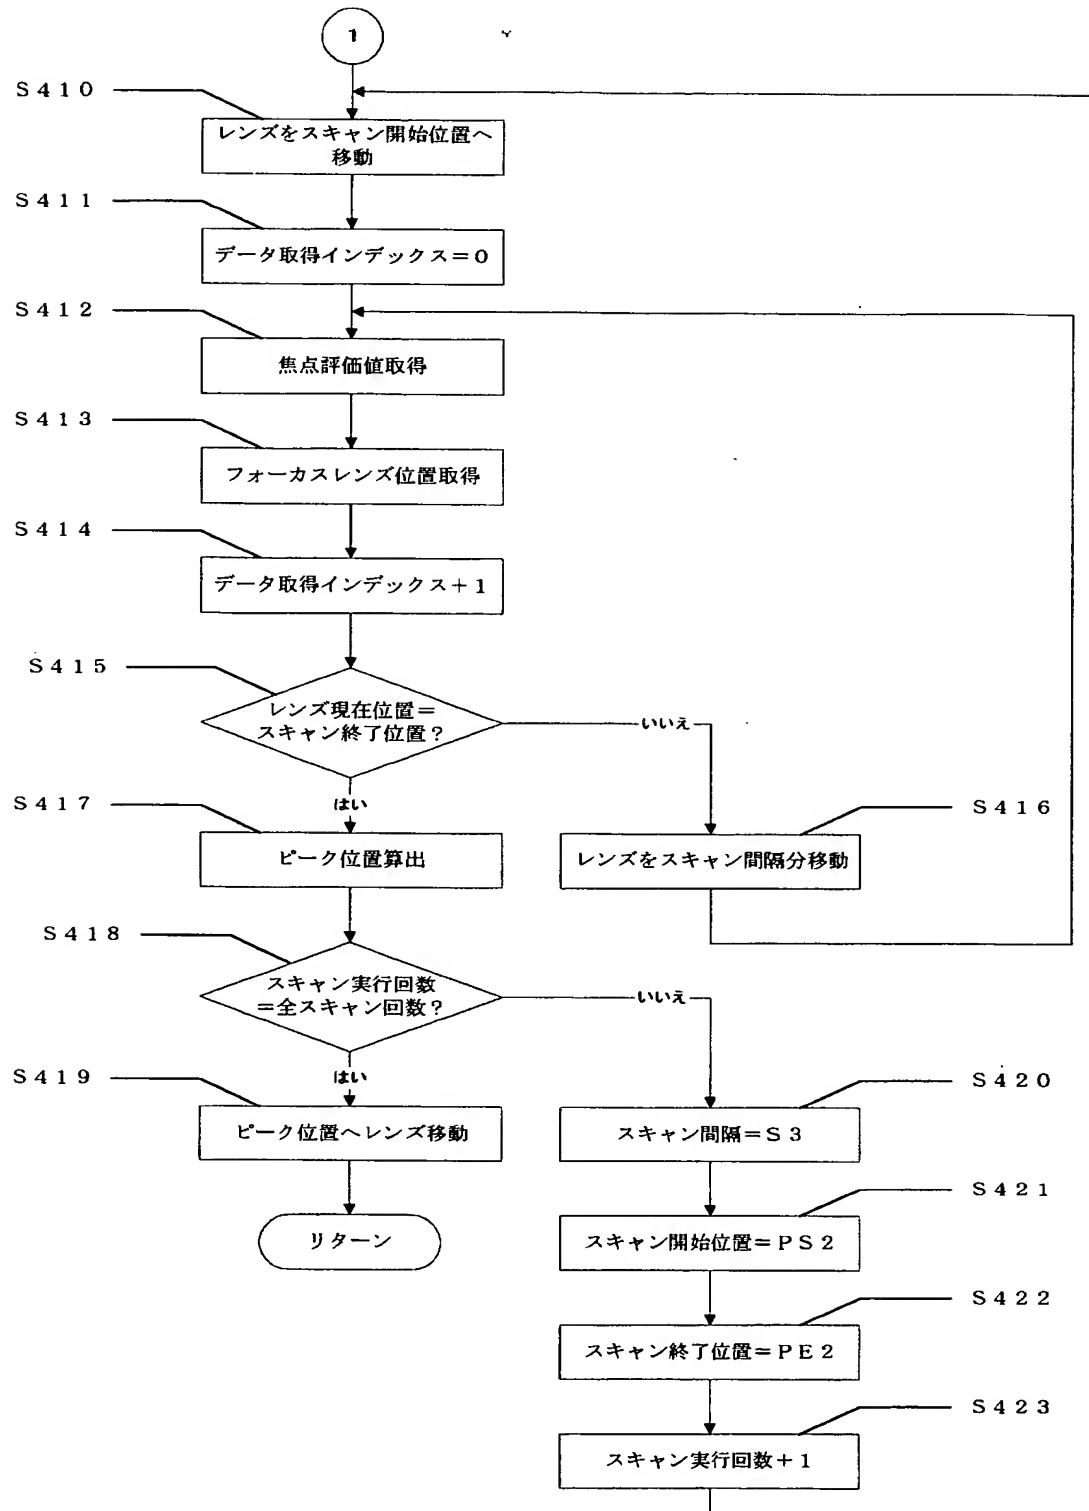 1
S410
レンズをスキャン開始位置へ
移動
S411
データ取得インデックス=0
S412
焦点評価値取得
S413
フォーカスレンズ位置取得
S414
データ取得インデックス+1
S415
レンズ現在位置=
スキャン終了位置?
いいえ
はい
S416
レンズをスキャン間隔分移動
S417
ピーク位置算出
S418
スキャン実行回数
=全スキャン回数?
いいえ
はい
S419
ピーク位置へレンズ移動
リターン
S420
スキャン間隔=S3
S421
スキャン開始位置=PS2
S422
スキャン終了位置=PE2
S423
スキャン実行回数+1